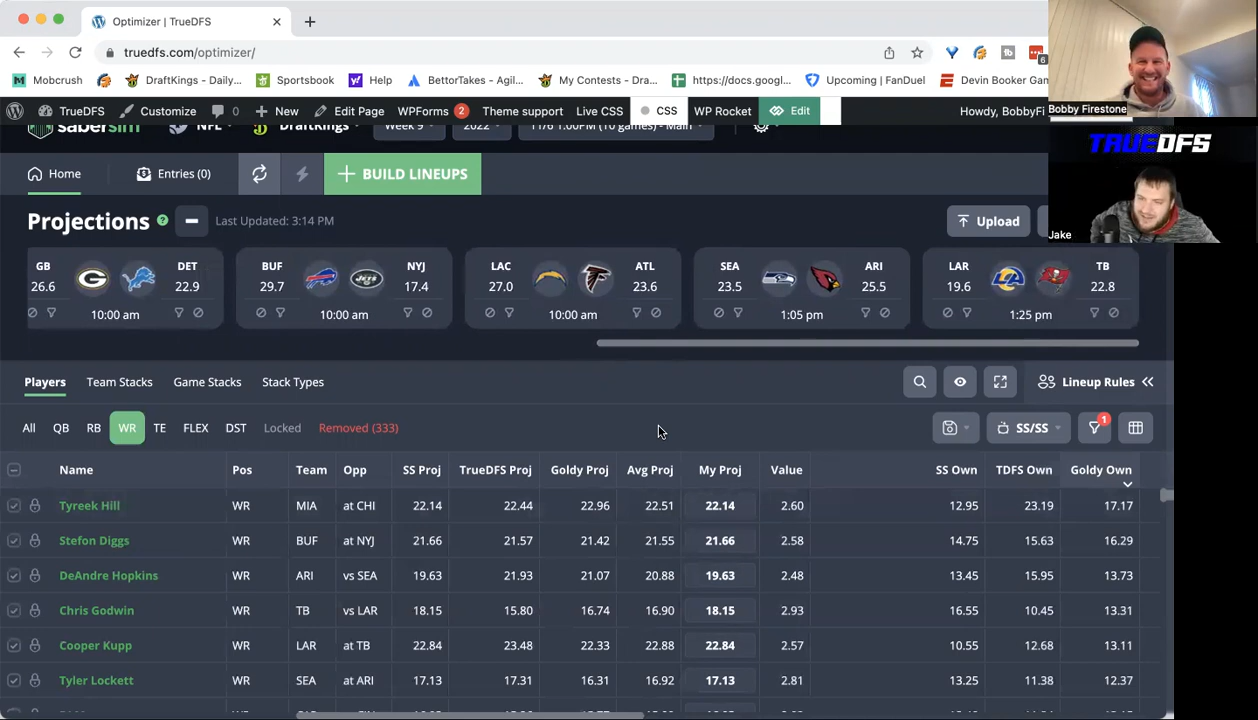 Optimizer | TrueDFS
truedfs.com/optimizer/
Mobcrush DraftKings - Daily... Sportsbook Help BettorTakes - Agil... My Contests - Dra... https://docs.googl... Upcoming | FanDuel Devin Booker Gan
6
TrueDFS Customize 0 New Edit Page WPForms 2 Theme support Live CSS CSS WP Rocket Edit Howdy, BobbyFi
Bobby Firestone
TRUEDFS
Jake
sabersim NFL DraftKings Week 9 2022 11/6 1:00PM (10 games) - Main
Home Entries (0) BUILD LINEUPS
Projections ? Last Updated: 3:14 PM Upload
GB DET BUF NYJ LAC ATL SEA ARI LAR TB
26.6 22.9 29.7 17.4 27.0 23.6 23.5 25.5 19.6 22.8
10:00 am 10:00 am 10:00 am 1:05 pm 1:25 pm
Players Team Stacks Game Stacks Stack Types Lineup Rules
All QB RB WR TE FLEX DST Locked Removed (333) SS/SS 1
Name Pos Team Opp SS Proj TrueDFS Proj Goldy Proj Avg Proj My Proj Value SS Own TDFS Own Goldy Own
Tyreek Hill WR MIA at CHI 22.14 22.44 22.96 22.51 22.14 2.60 12.95 23.19 17.17
Stefon Diggs WR BUF at NYJ 21.66 21.57 21.42 21.55 21.66 2.58 14.75 15.63 16.29
DeAndre Hopkins WR ARI vs SEA 19.63 21.93 21.07 20.88 19.63 2.48 13.45 15.95 13.73
Chris Godwin WR TB vs LAR 18.15 15.80 16.74 16.90 18.15 2.93 16.55 10.45 13.31
Cooper Kupp WR LAR at TB 22.84 23.48 22.33 22.88 22.84 2.57 10.55 12.68 13.11
Tyler Lockett WR SEA at ARI 17.13 17.31 16.31 16.92 17.13 2.81 13.25 11.38 12.37